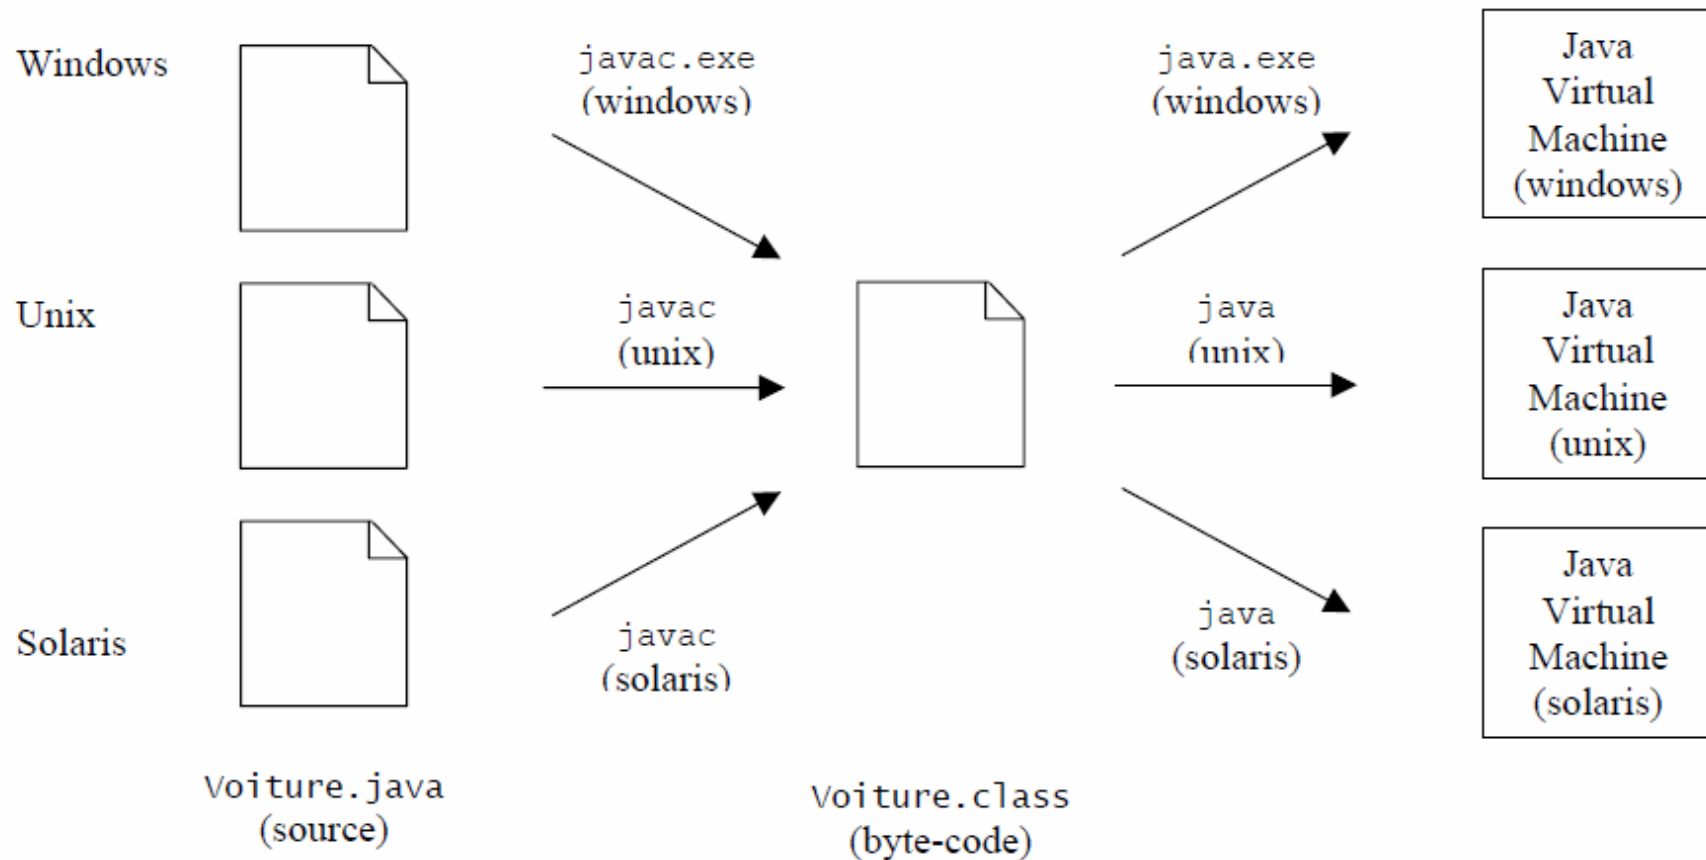 Windows
javac.exe
(windows)
java.exe
(windows)
Java
Virtual
Machine
(windows)
Unix
javac
(unix)
java
(unix)
Java
Virtual
Machine
(unix)
Solaris
javac
(solaris)
java
(solaris)
Java
Virtual
Machine
(solaris)
Voiture.java
(source)
Voiture.class
(byte-code)